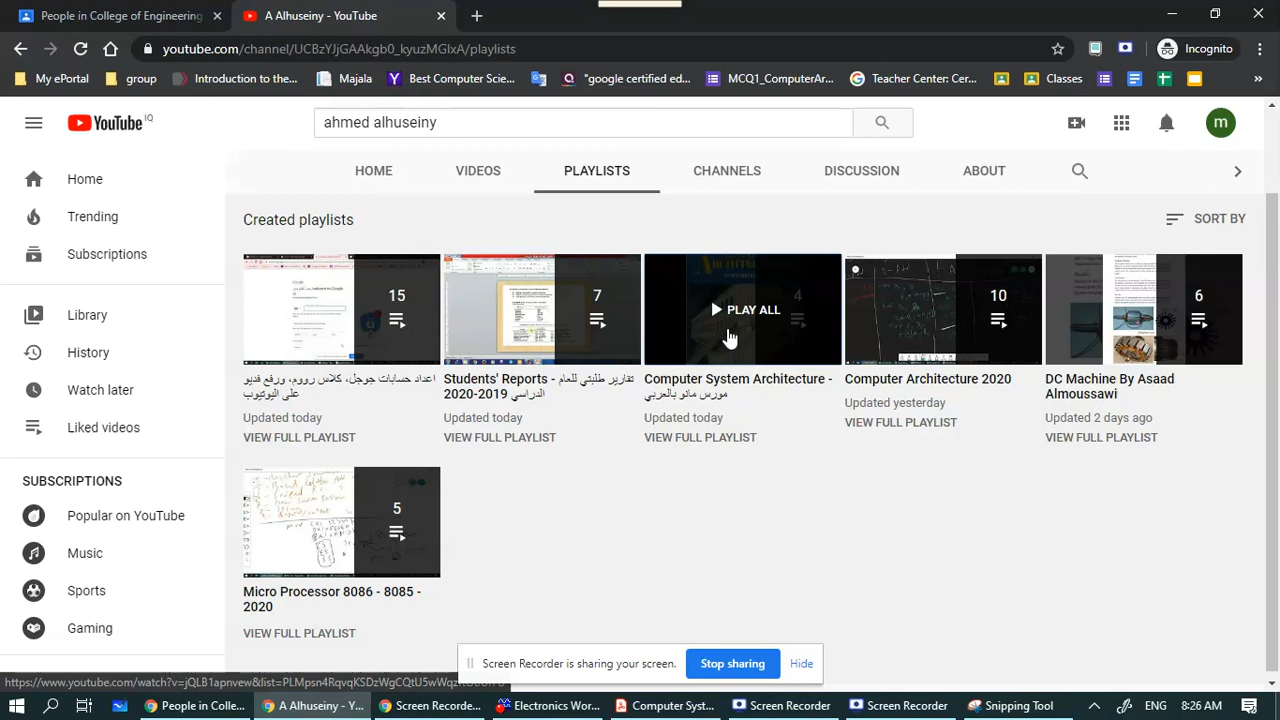 People in College of Engineering
A Alhuseiny - YouTube
youtube.com/channel/UCBzYJjGAAkgb0_kyuzMGlxA/playlists
Incognito
My ePortal
group
Introduction to the...
Majala
Best Computer Scie...
"google certified ed...
MCQ1_ComputerAr...
Teacher Center: Cer...
Classes
YouTube IQ
ahmed alhuseiny
m
HOME
VIDEOS
PLAYLISTS
CHANNELS
DISCUSSION
ABOUT
Home
Trending
Subscriptions
Library
History
Watch later
Liked videos
SUBSCRIPTIONS
Popular on YouTube
Music
Sports
Gaming
Created playlists
SORT BY
15
7
PLAY ALL
4
10
6
اعداد حسابات جوجل، كلاس رووم، ورفع فديو
على اليوتيوب
Updated today
VIEW FULL PLAYLIST
Students' Reports - تقارير طلبتي للعام
الدراسي 2019-2020
Updated today
VIEW FULL PLAYLIST
Computer System Architecture -
مورس مانو بالعربي
Updated today
VIEW FULL PLAYLIST
Computer Architecture 2020
Updated yesterday
VIEW FULL PLAYLIST
DC Machine By Asaad
Almoussawi
Updated 2 days ago
VIEW FULL PLAYLIST
5
Micro Processor 8086 - 8085 -
2020
VIEW FULL PLAYLIST
Screen Recorder is sharing your screen.
Stop sharing
Hide
People in Colle...
A Alhuseiny - Y...
Screen Recorde...
Electronics Wor...
Computer Syst...
Screen Recorder
Screen Recorder
Snipping Tool
ENG
8:26 AM